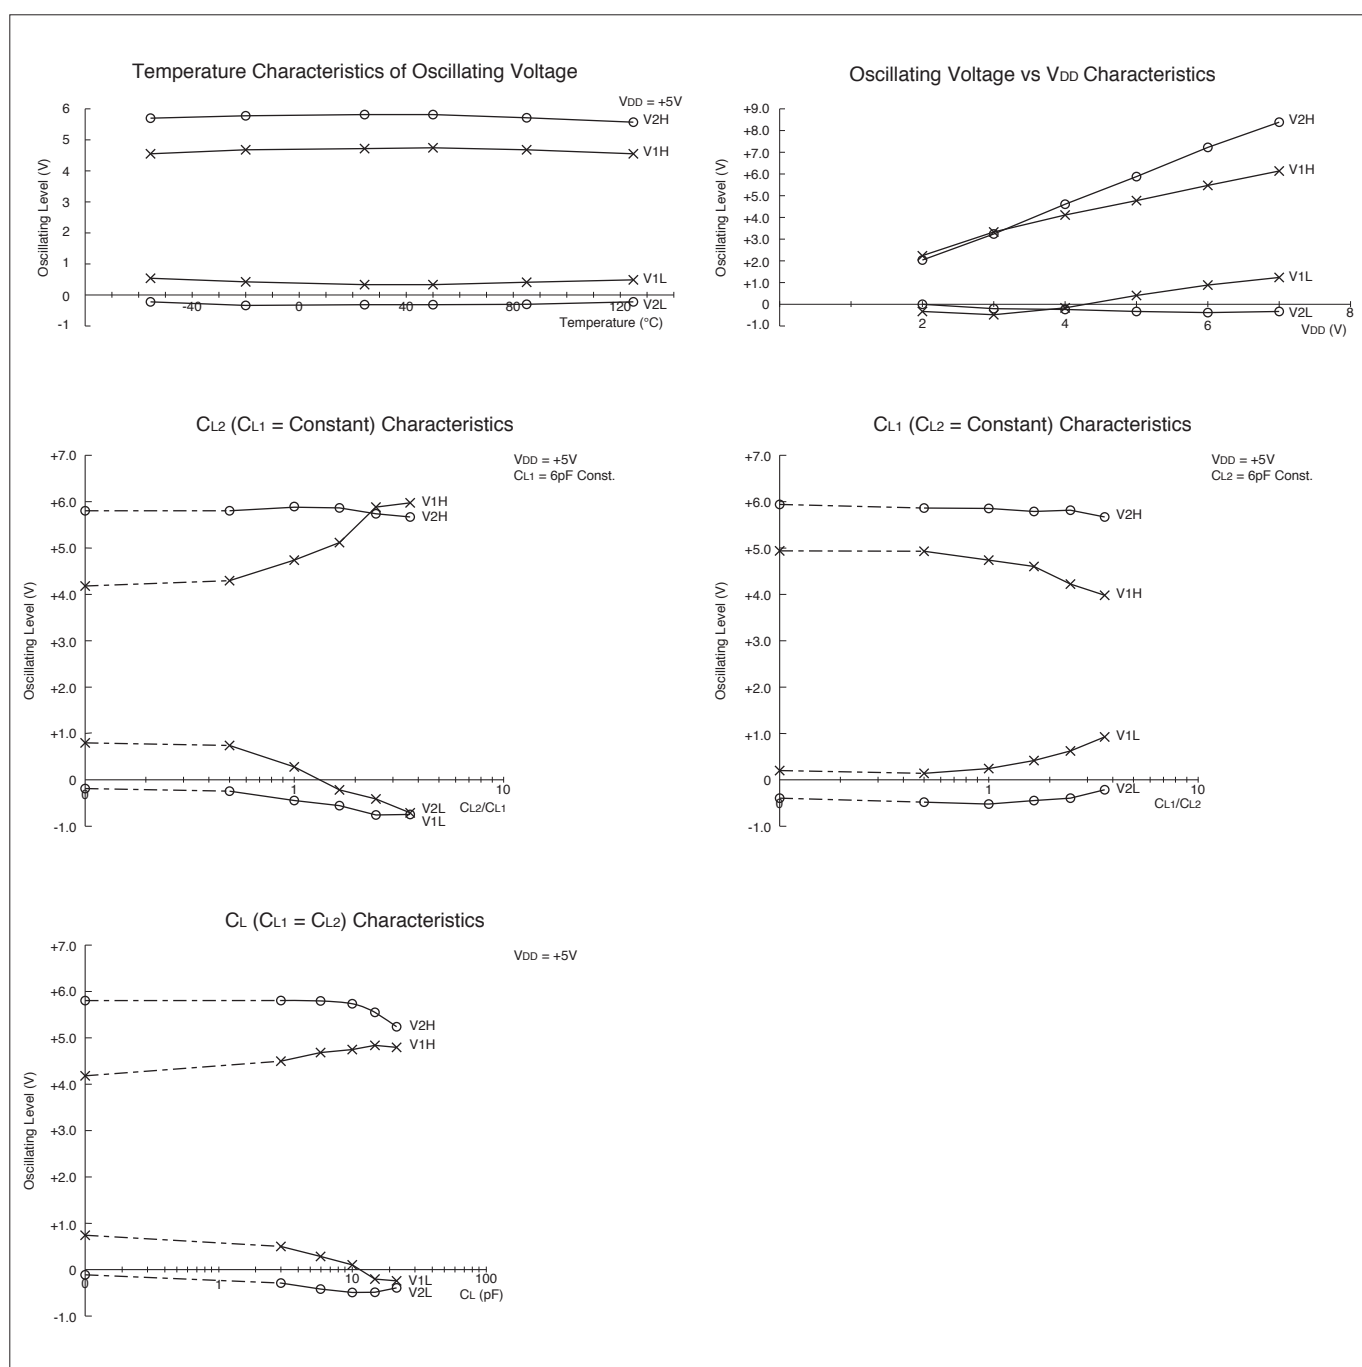 Temperature Characteristics of Oscillating Voltage
VDD = +5V
Oscillating Level (V)
6
5
4
3
2
1
0
-1
-40
0
40
80
120
V2H
V1H
V1L
V2L
Temperature (°C)
Oscillating Voltage vs VDD Characteristics
Oscillating Level (V)
+9.0
+8.0
+7.0
+6.0
+5.0
+4.0
+3.0
+2.0
0
-1.0
2
4
6
8
V2H
V1H
V1L
V2L
VDD (V)
CL2 (CL1 = Constant) Characteristics
VDD = +5V
CL1 = 6pF Const.
Oscillating Level (V)
+7.0
+6.0
+5.0
+4.0
+3.0
+2.0
+1.0
0
-1.0
0
1
10
V1H
V2H
V2L
V1L
CL2/CL1
CL1 (CL2 = Constant) Characteristics
VDD = +5V
CL2 = 6pF Const.
Oscillating Level (V)
+7.0
+6.0
+5.0
+4.0
+3.0
+2.0
+1.0
0
-1.0
0
1
10
V2H
V1H
V1L
V2L
CL1/CL2
CL (CL1 = CL2) Characteristics
VDD = +5V
Oscillating Level (V)
+7.0
+6.0
+5.0
+4.0
+3.0
+2.0
+1.0
0
-1.0
0
1
10
100
V2H
V1H
V1L
V2L
CL (pF)